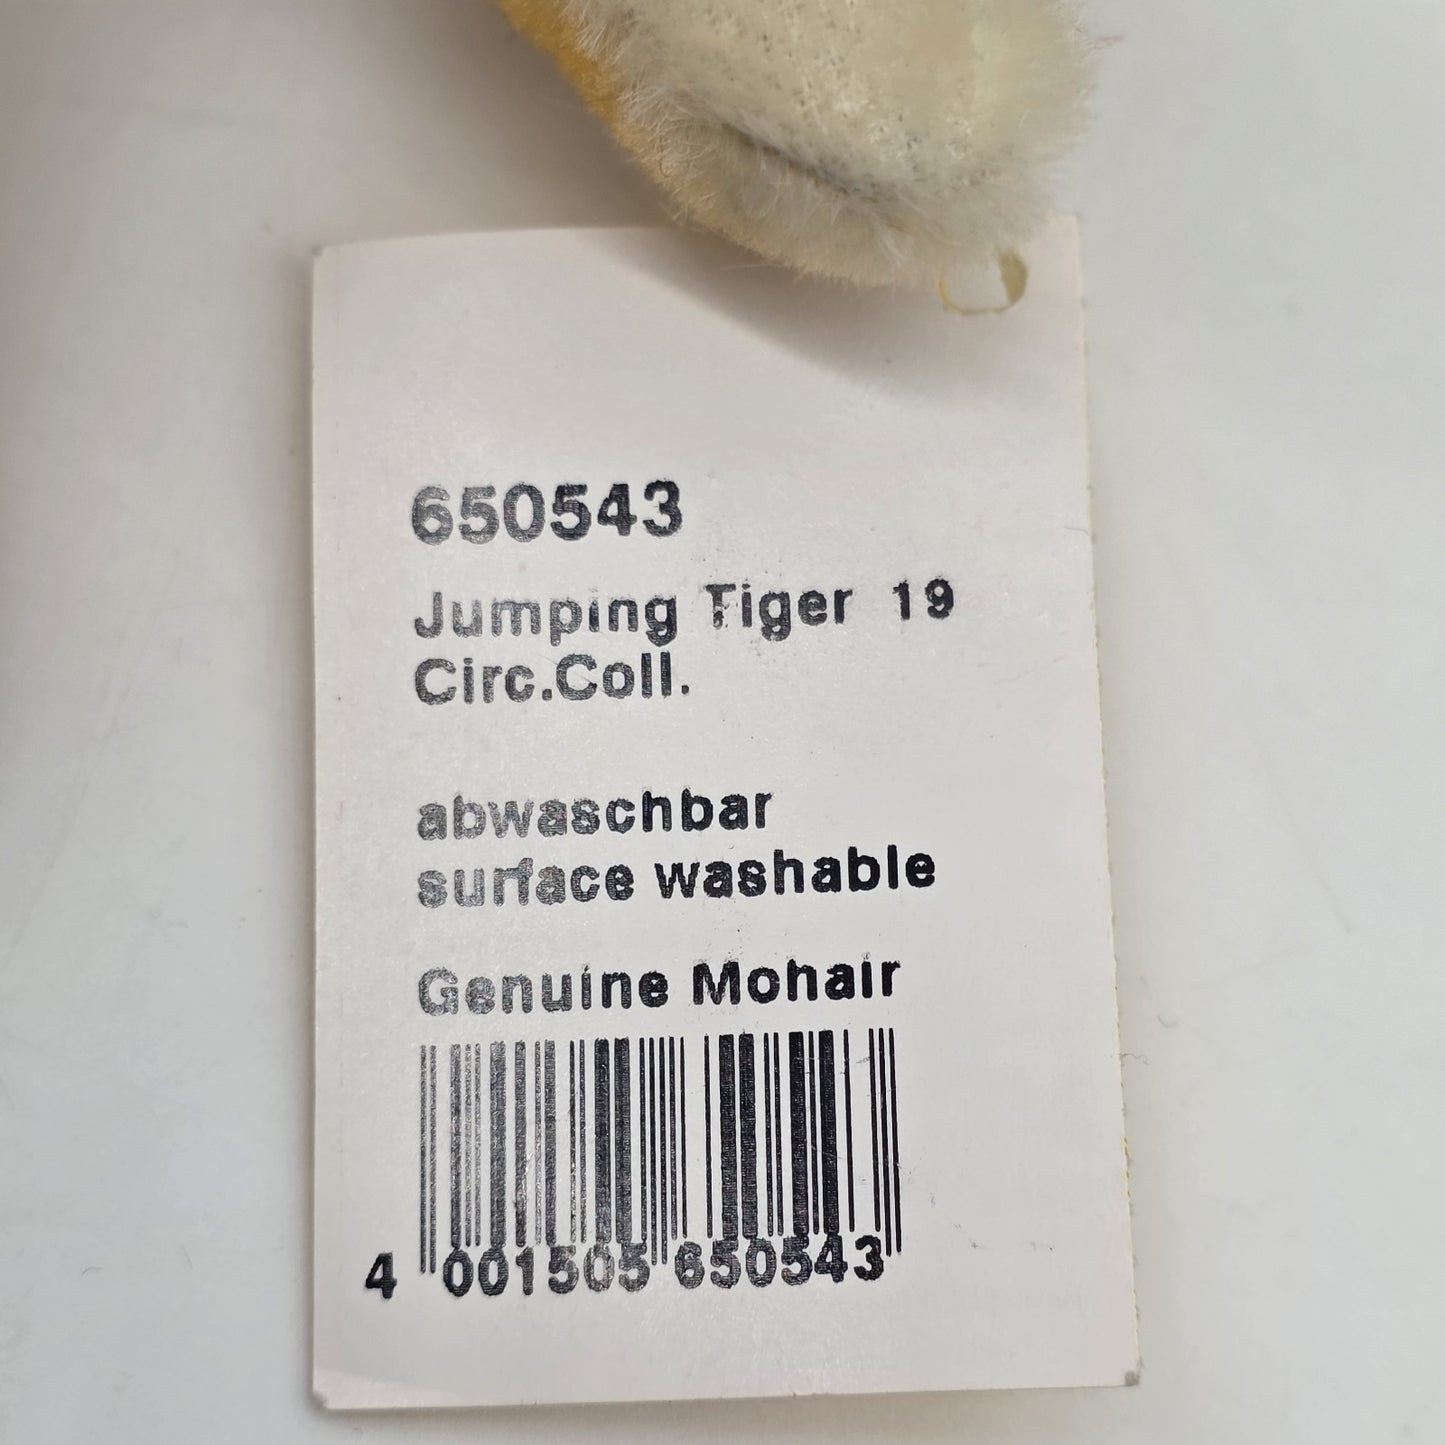 650543
Jumping Tiger 19
Circ.Coll.
abwaschbar
surface washable
Genuine Mohair
4 001505 650543